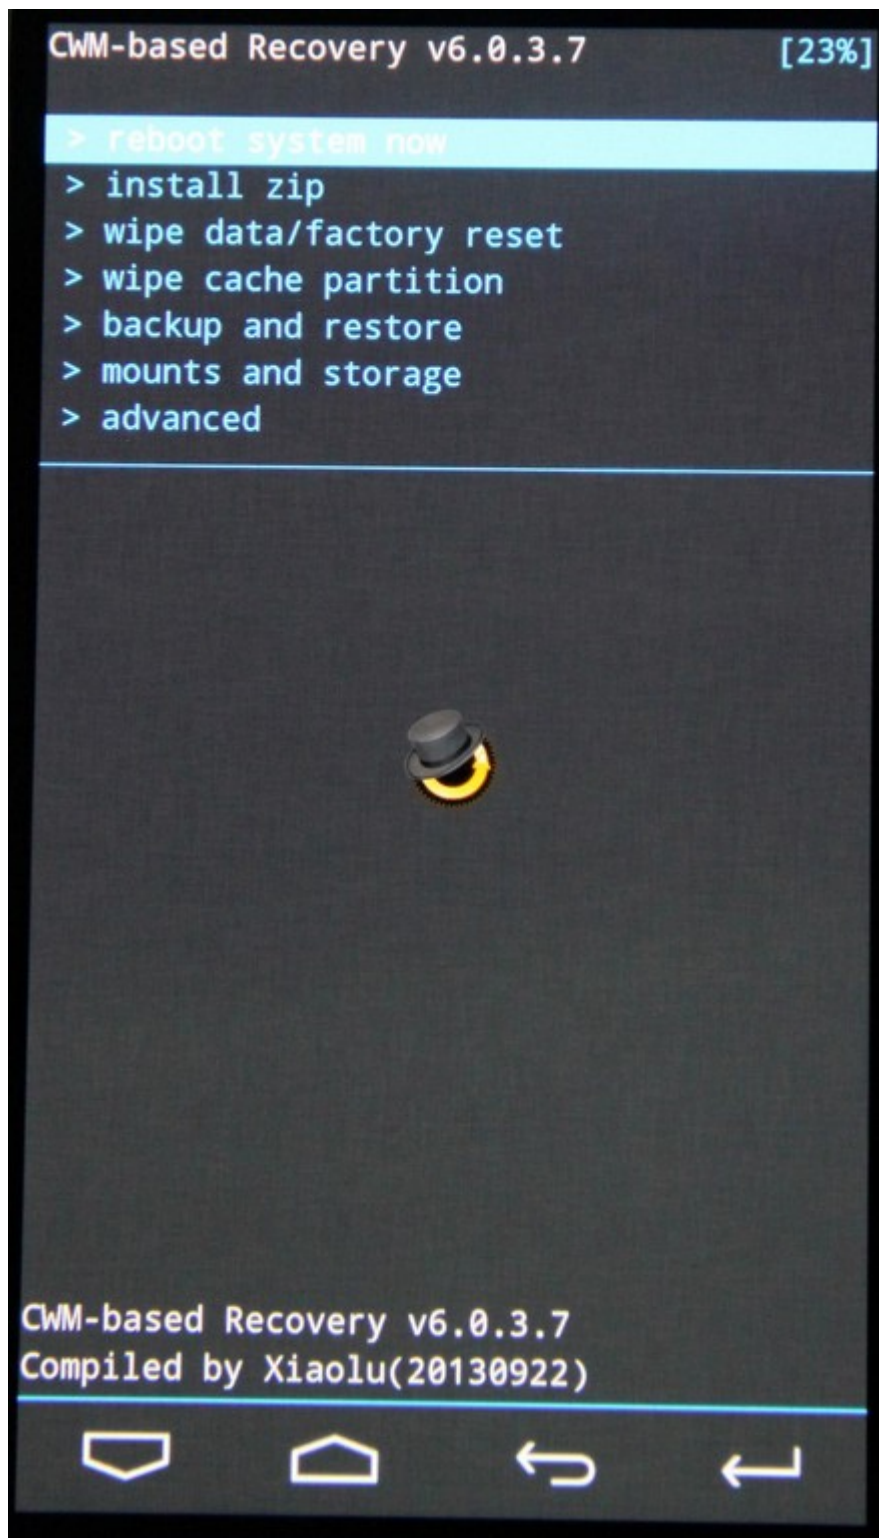 CWM-based Recovery v6.0.3.7 [23%]
> reboot system now
> install zip
> wipe data/factory reset
> wipe cache partition
> backup and restore
> mounts and storage
> advanced
CWM-based Recovery v6.0.3.7
Compiled by Xiaolu(20130922)